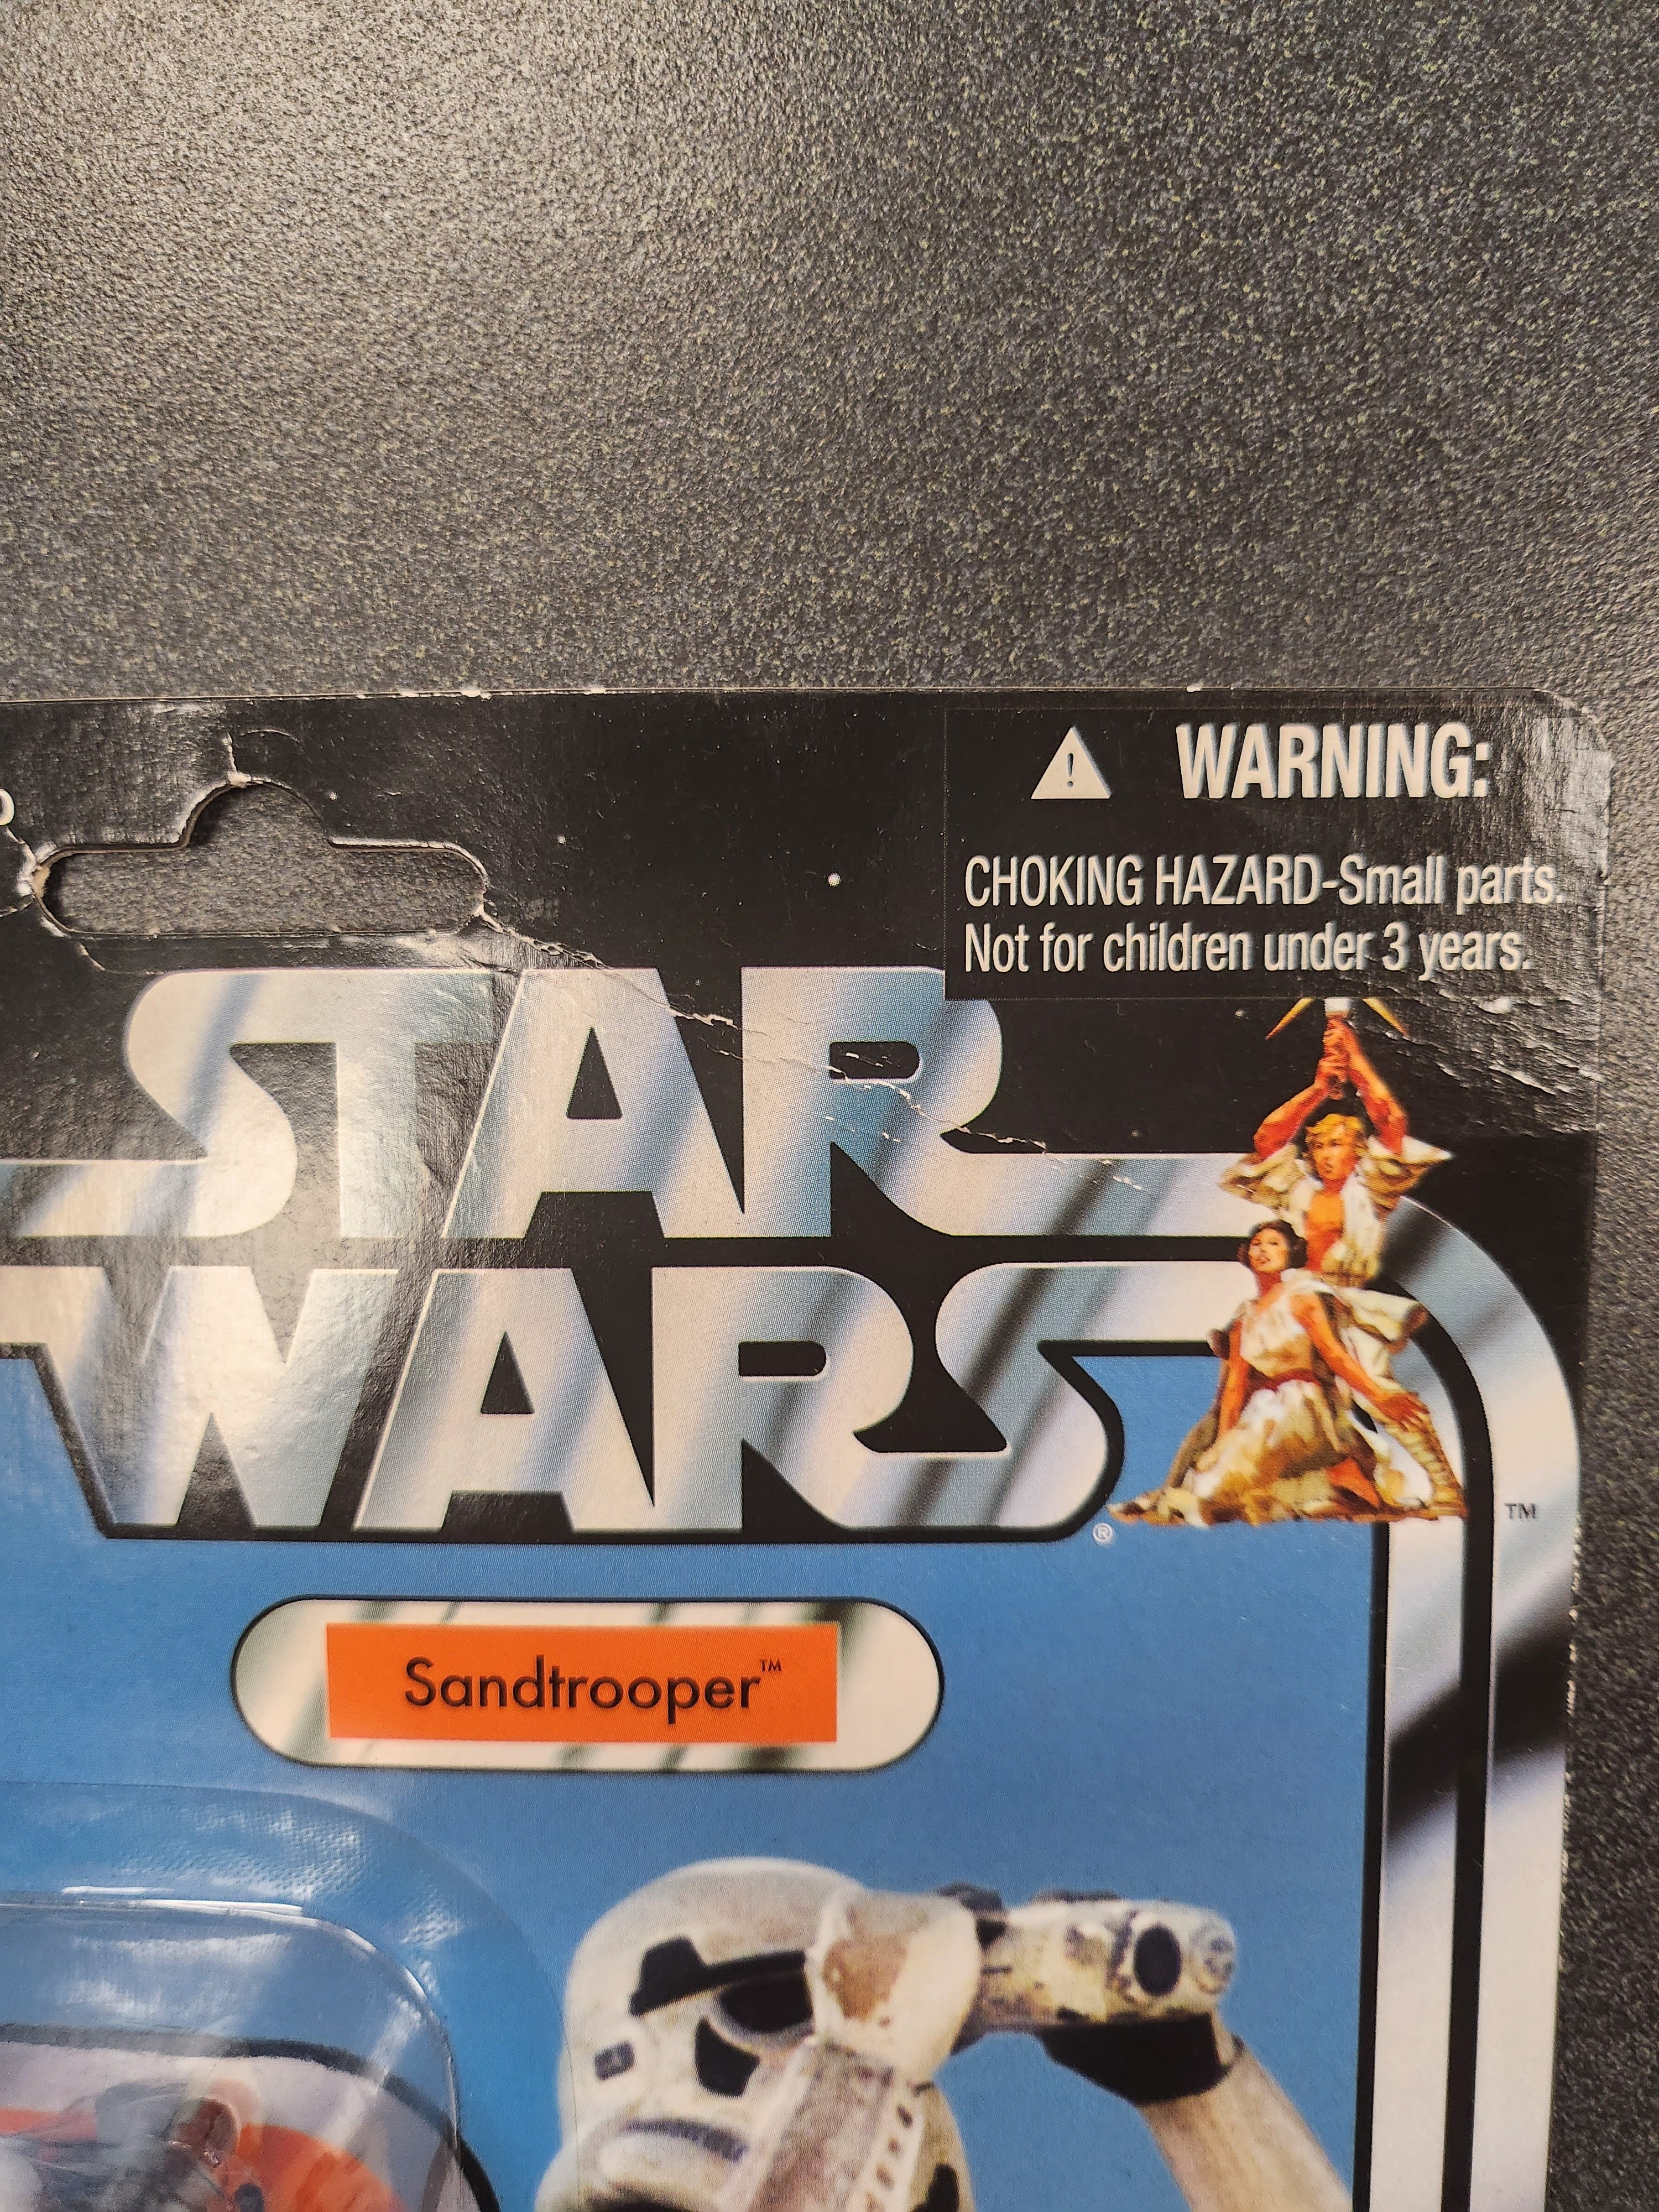 WARNING:
CHOKING HAZARD-Small parts.
Not for children under 3 years.
STAR
WARS
®
TM
Sandtrooper™